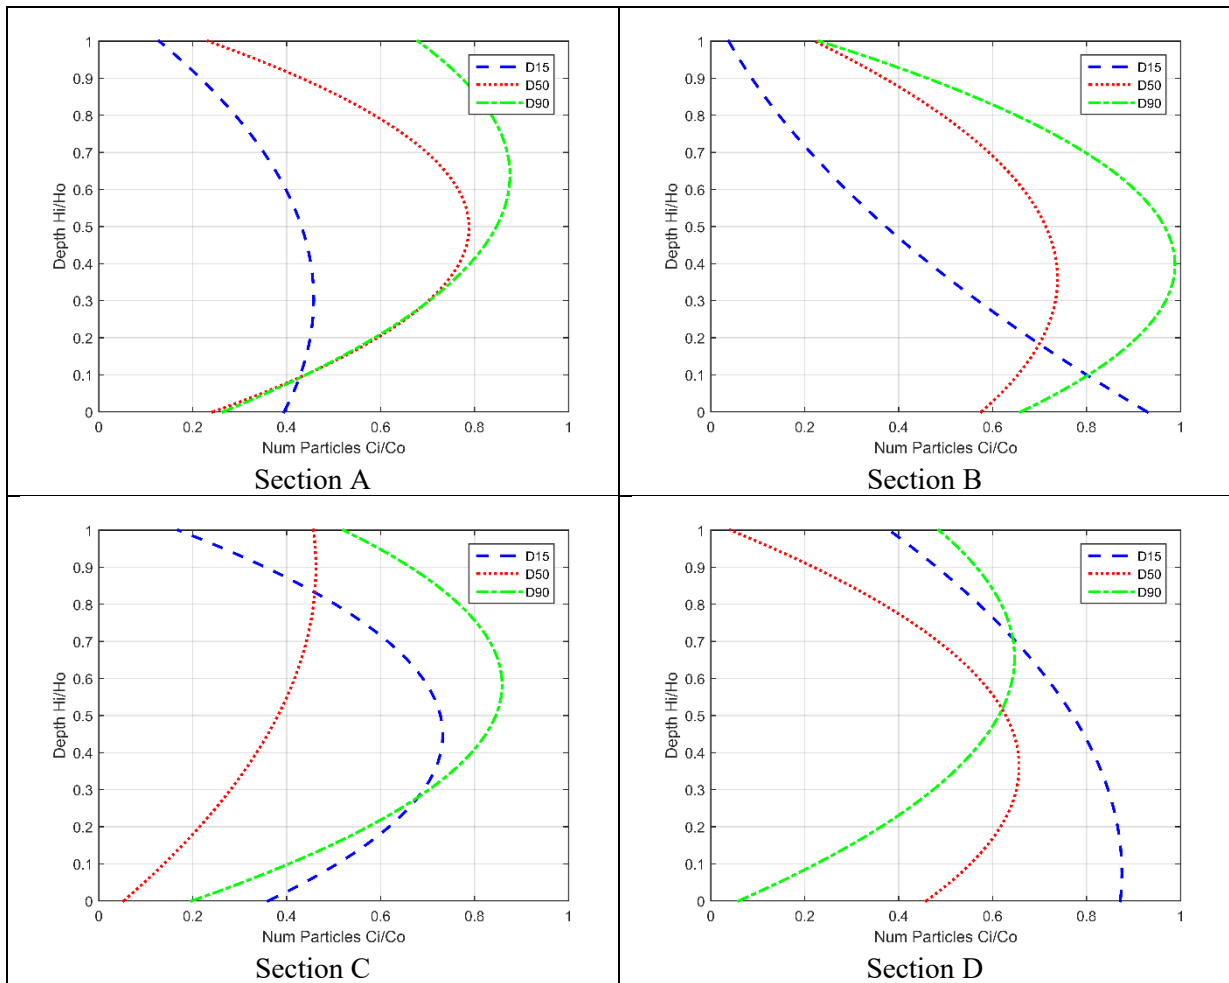 1
0.9
0.8
0.7
0.6
0.5
0.4
0.3
0.2
0.1
0
Depth Hi/Ho
D15
D50
D90
0 0.2 0.4 0.6 0.8 1
Num Particles Ci/Co
Section A
1
0.9
0.8
0.7
0.6
0.5
0.4
0.3
0.2
0.1
0
Depth Hi/Ho
D15
D50
D90
0 0.2 0.4 0.6 0.8 1
Num Particles Ci/Co
Section B
1
0.9
0.8
0.7
0.6
0.5
0.4
0.3
0.2
0.1
0
Depth Hi/Ho
D15
D50
D90
0 0.2 0.4 0.6 0.8 1
Num Particles Ci/Co
Section C
1
0.9
0.8
0.7
0.6
0.5
0.4
0.3
0.2
0.1
0
Depth Hi/Ho
D15
D50
D90
0 0.2 0.4 0.6 0.8 1
Num Particles Ci/Co
Section D